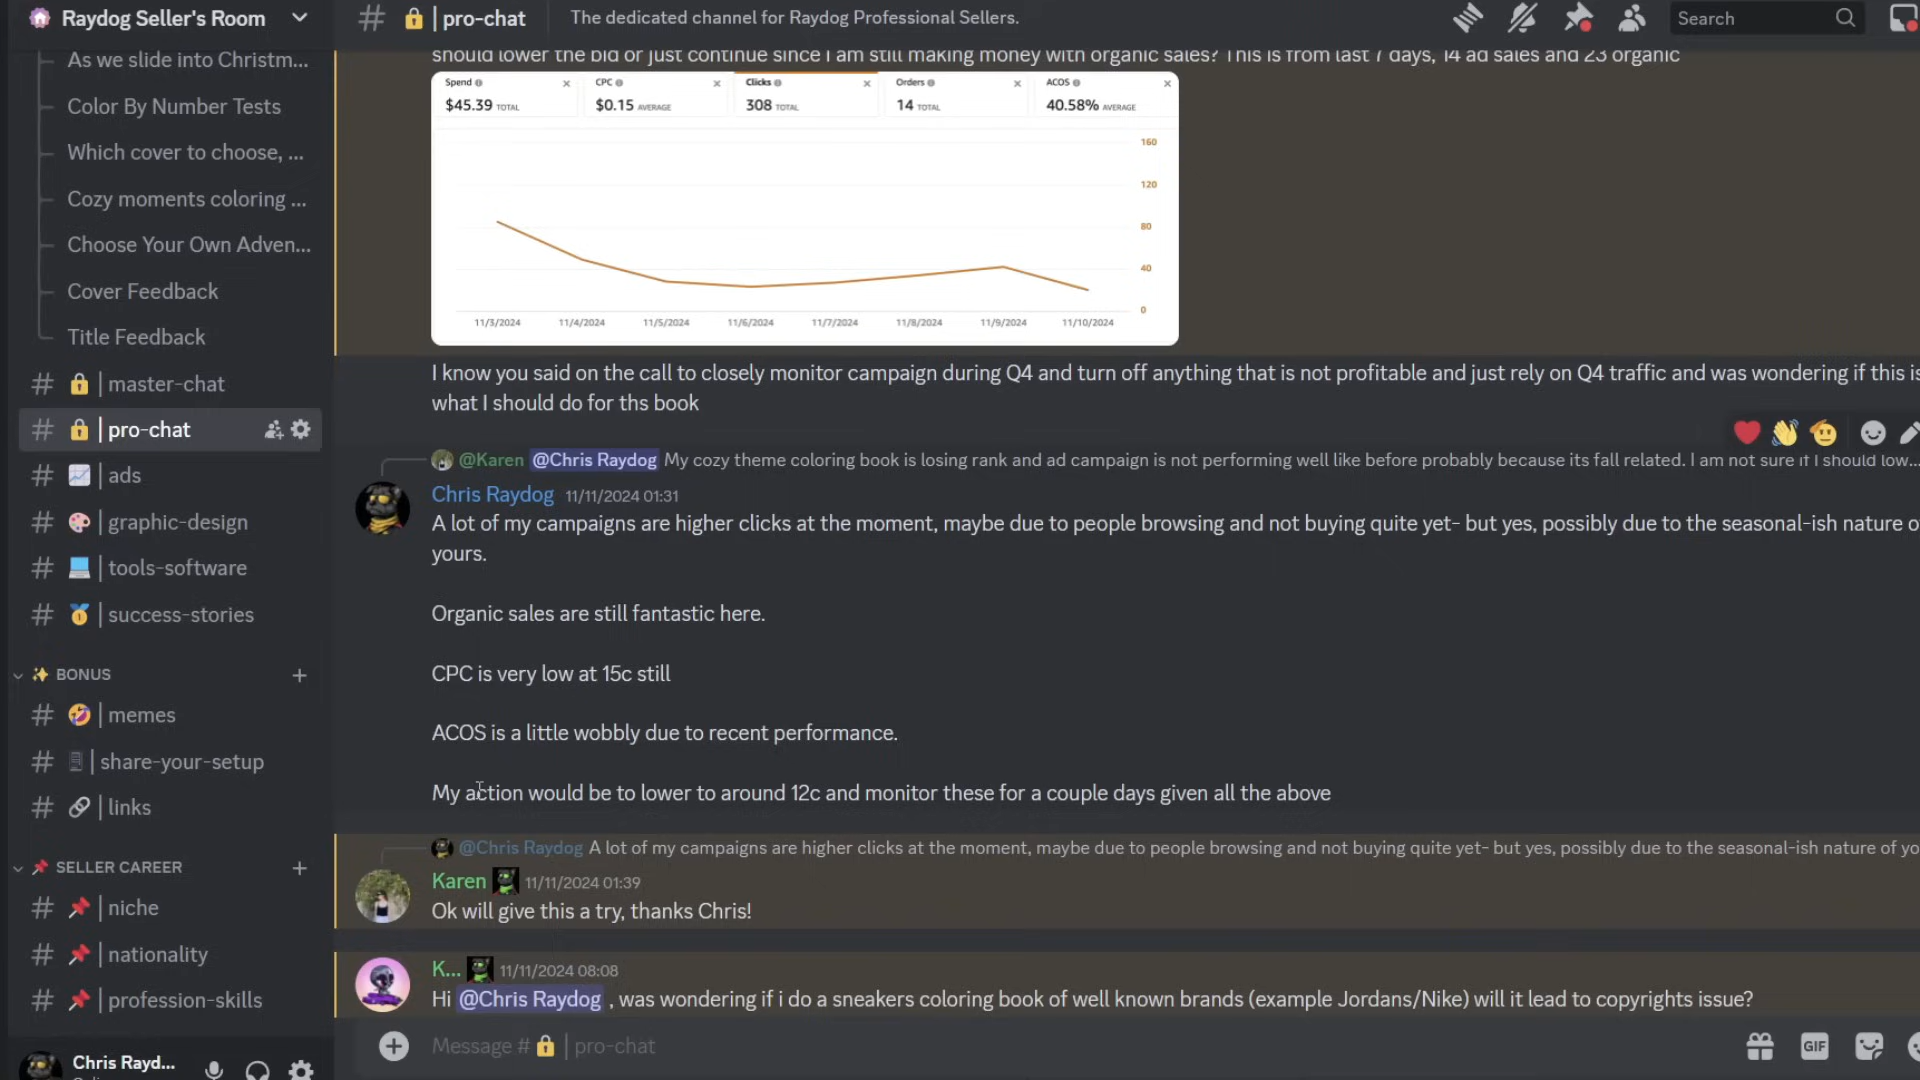 Raydog Seller's Room
As we slide into Christm...
Color By Number Tests
Which cover to choose, ...
Cozy moments coloring ...
Choose Your Own Adven...
Cover Feedback
Title Feedback
master-chat
pro-chat
ads
graphic-design
tools-software
success-stories
BONUS
memes
share-your-setup
links
SELLER CAREER
niche
nationality
profession-skills
Chris Rayd...
pro-chat
The dedicated channel for Raydog Professional Sellers.
Search
should lower the bid or just continue since I am still making money with organic sales? This is from last 7 days, 14 ad sales and 23 organic
Spend
$45.39 TOTAL
CPC
$0.15 AVERAGE
Clicks
308 TOTAL
Orders
14 TOTAL
ACOS
40.58% AVERAGE
160
120
80
40
0
11/3/2024 11/4/2024 11/5/2024 11/6/2024 11/7/2024 11/8/2024 11/9/2024 11/10/2024
I know you said on the call to closely monitor campaign during Q4 and turn off anything that is not profitable and just rely on Q4 traffic and was wondering if this is
what I should do for ths book
@Karen @Chris Raydog My cozy theme coloring book is losing rank and ad campaign is not performing well like before probably because its fall related. I am not sure if I should low...
Chris Raydog 11/11/2024 01:31
A lot of my campaigns are higher clicks at the moment, maybe due to people browsing and not buying quite yet- but yes, possibly due to the seasonal-ish nature of
yours.
Organic sales are still fantastic here.
CPC is very low at 15c still
ACOS is a little wobbly due to recent performance.
My action would be to lower to around 12c and monitor these for a couple days given all the above
@Chris Raydog A lot of my campaigns are higher clicks at the moment, maybe due to people browsing and not buying quite yet- but yes, possibly due to the seasonal-ish nature of yo
Karen 11/11/2024 01:39
Ok will give this a try, thanks Chris!
K... 11/11/2024 08:08
Hi @Chris Raydog , was wondering if i do a sneakers coloring book of well known brands (example Jordans/Nike) will it lead to copyrights issue?
Message # pro-chat
GIF